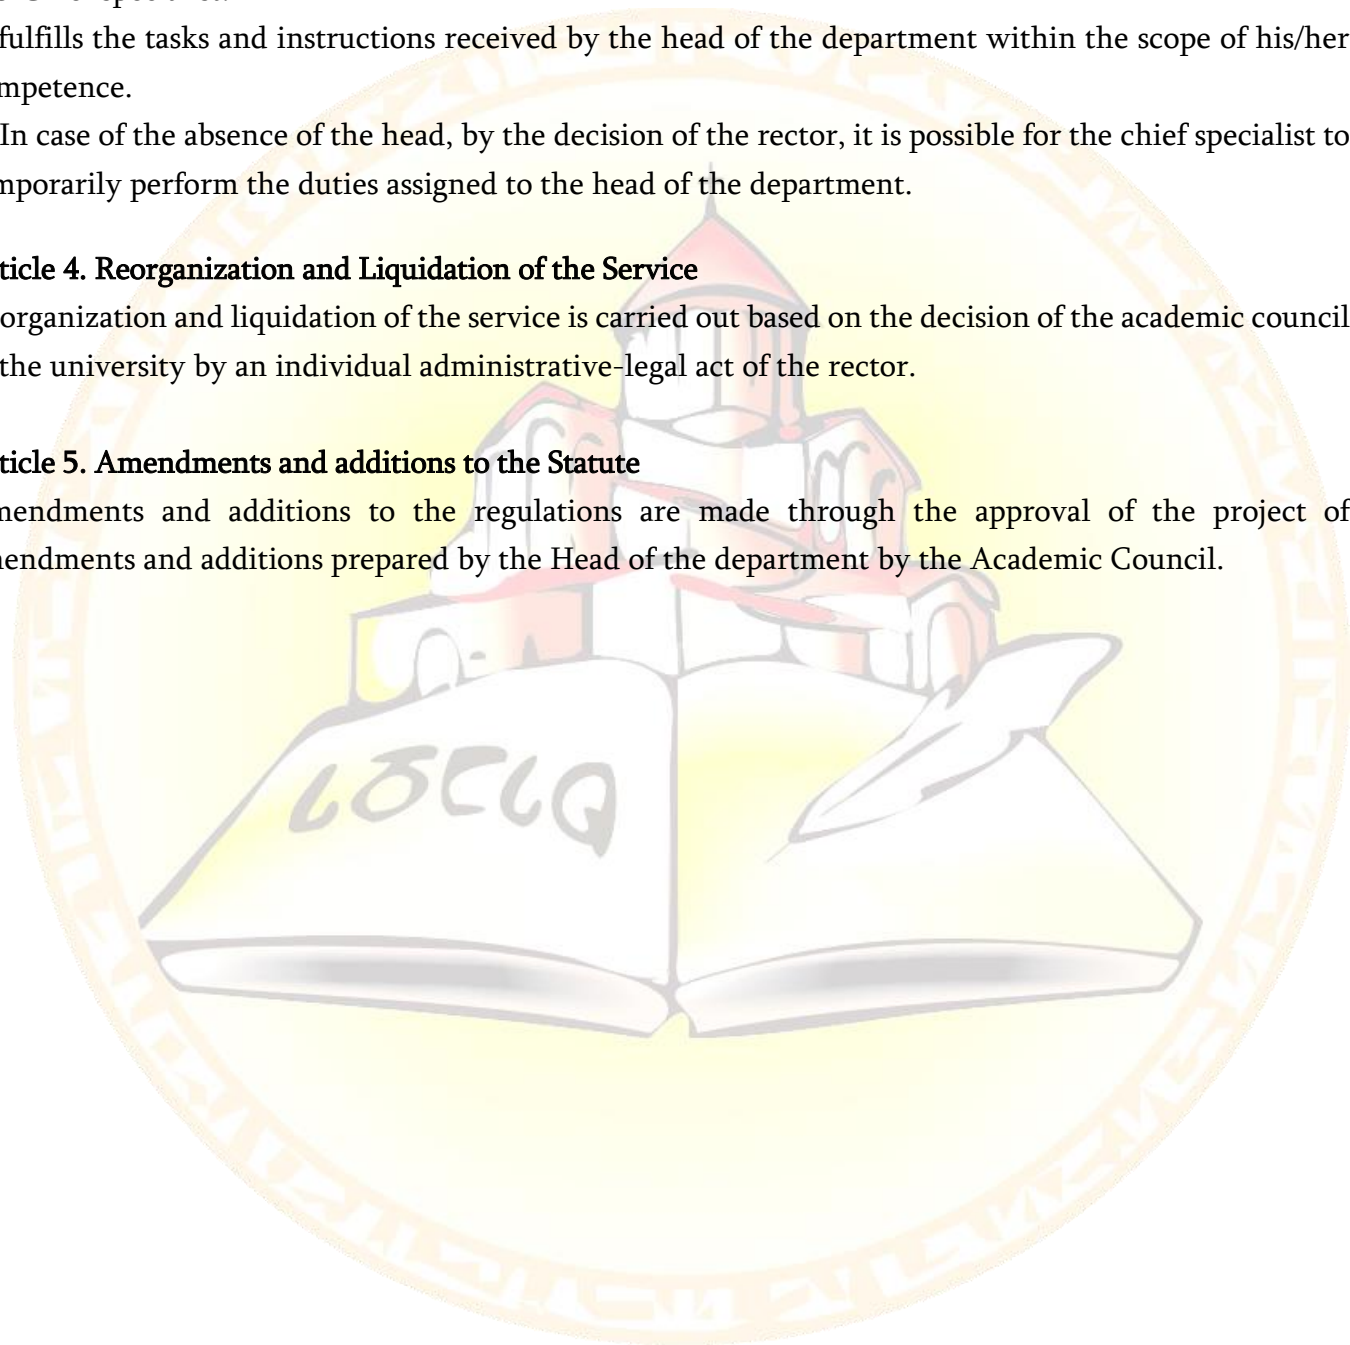 fulfills the tasks and instructions received by the head of the department within the scope of his/her
mpetence.
In case of the absence of the head, by the decision of the rector, it is possible for the chief specialist to
mporarily perform the duties assigned to the head of the department.
ticle 4. Reorganization and Liquidation of the Service
organization and liquidation of the service is carried out based on the decision of the academic council
the university by an individual administrative-legal act of the rector.
ticle 5. Amendments and additions to the Statute
mendments and additions to the regulations are made through the approval of the project of
mendments and additions prepared by the Head of the department by the Academic Council.